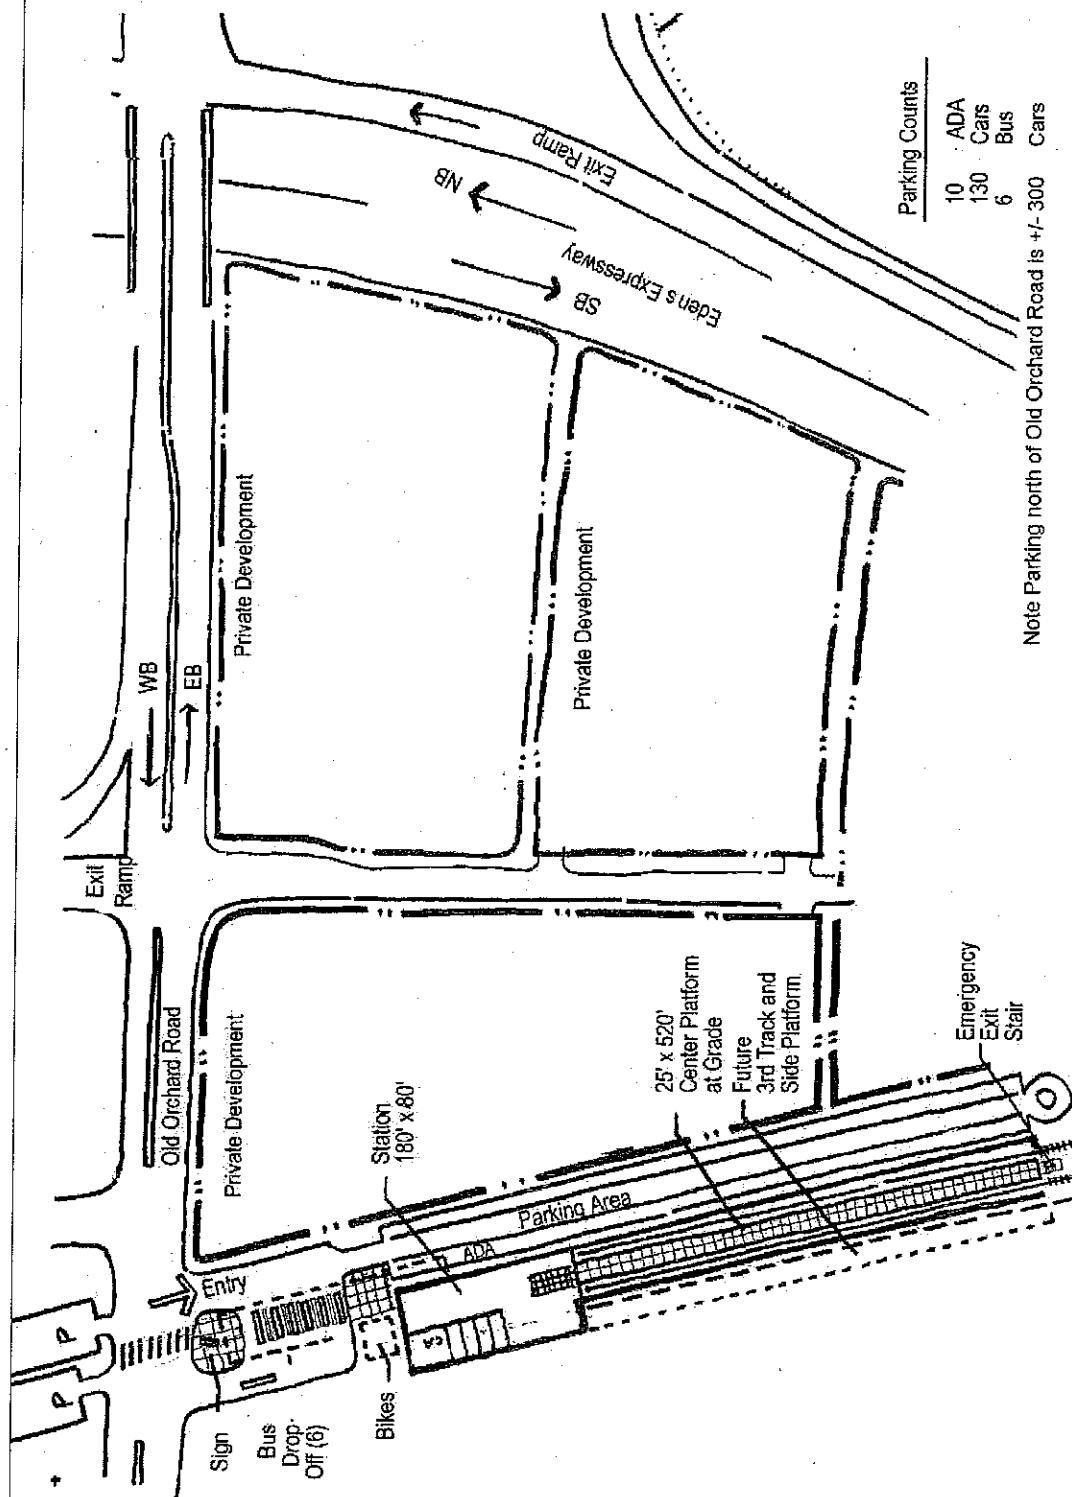 P
P
Exit
Ramp
WB
EB
Old Orchard Road
Private Development
Private Development
Private Development
NB
SB
Eden s Expressway
Exit Ramp
Entry
Sign
Bus
Drop-
Off (6)
Bikes
ADA
Station
180' x 80'
Parking Area
25' x 520'
Center Platform
at Grade
Future
3rd Track and
Side Platform
Emergency
Exit
Stair
Parking Counts
10 ADA
130 Cars
6 Bus
Note Parking north of Old Orchard Road is +/- 300 Cars